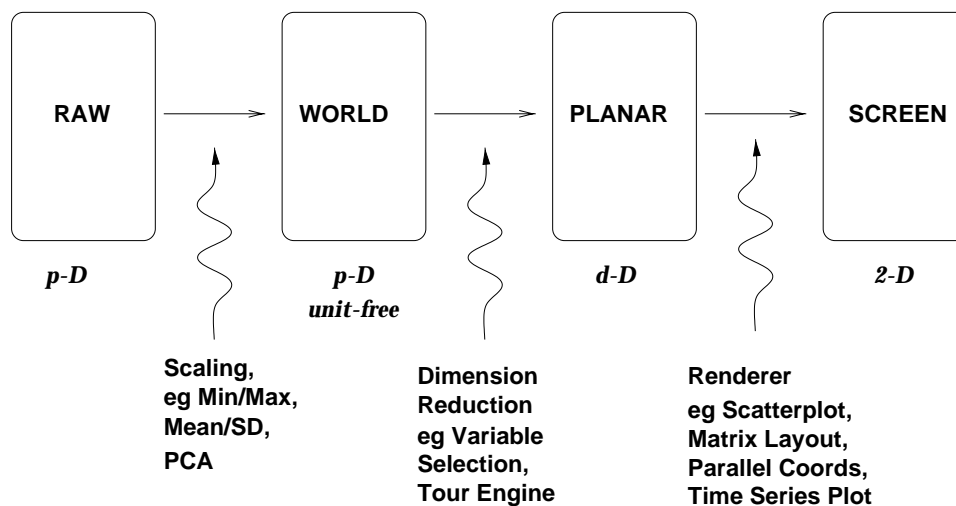 RAW
WORLD
PLANAR
SCREEN
p-D
p-D
unit-free
d-D
2-D
Scaling,
eg Min/Max,
Mean/SD,
PCA
Dimension
Reduction
eg Variable
Selection,
Tour Engine
Renderer
eg Scatterplot,
Matrix Layout,
Parallel Coords,
Time Series Plot